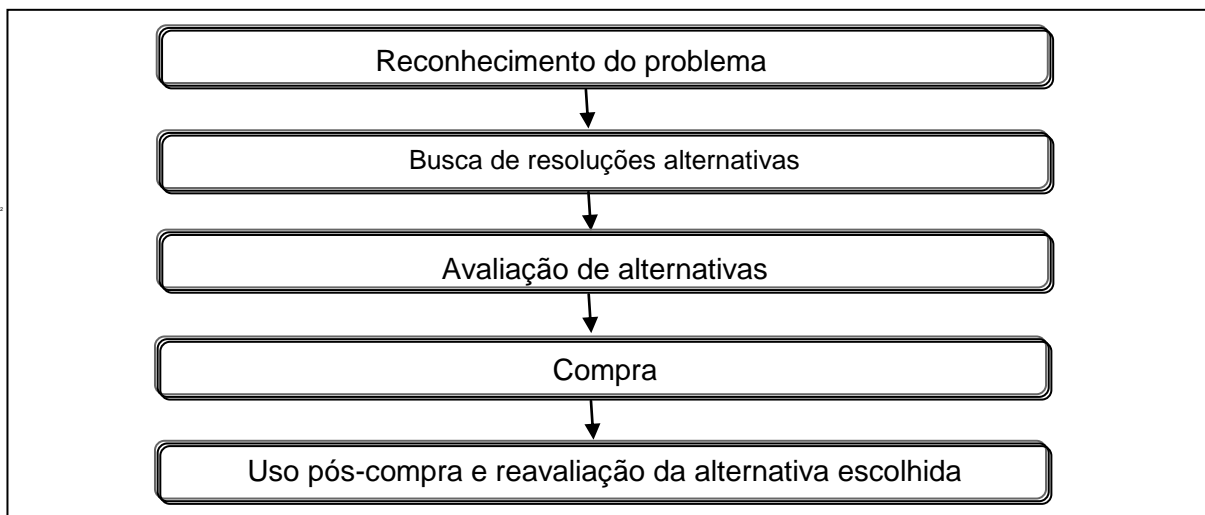 Reconhecimento do problema
Busca de resoluções alternativas
Avaliação de alternativas
Compra
Uso pós-compra e reavaliação da alternativa escolhida